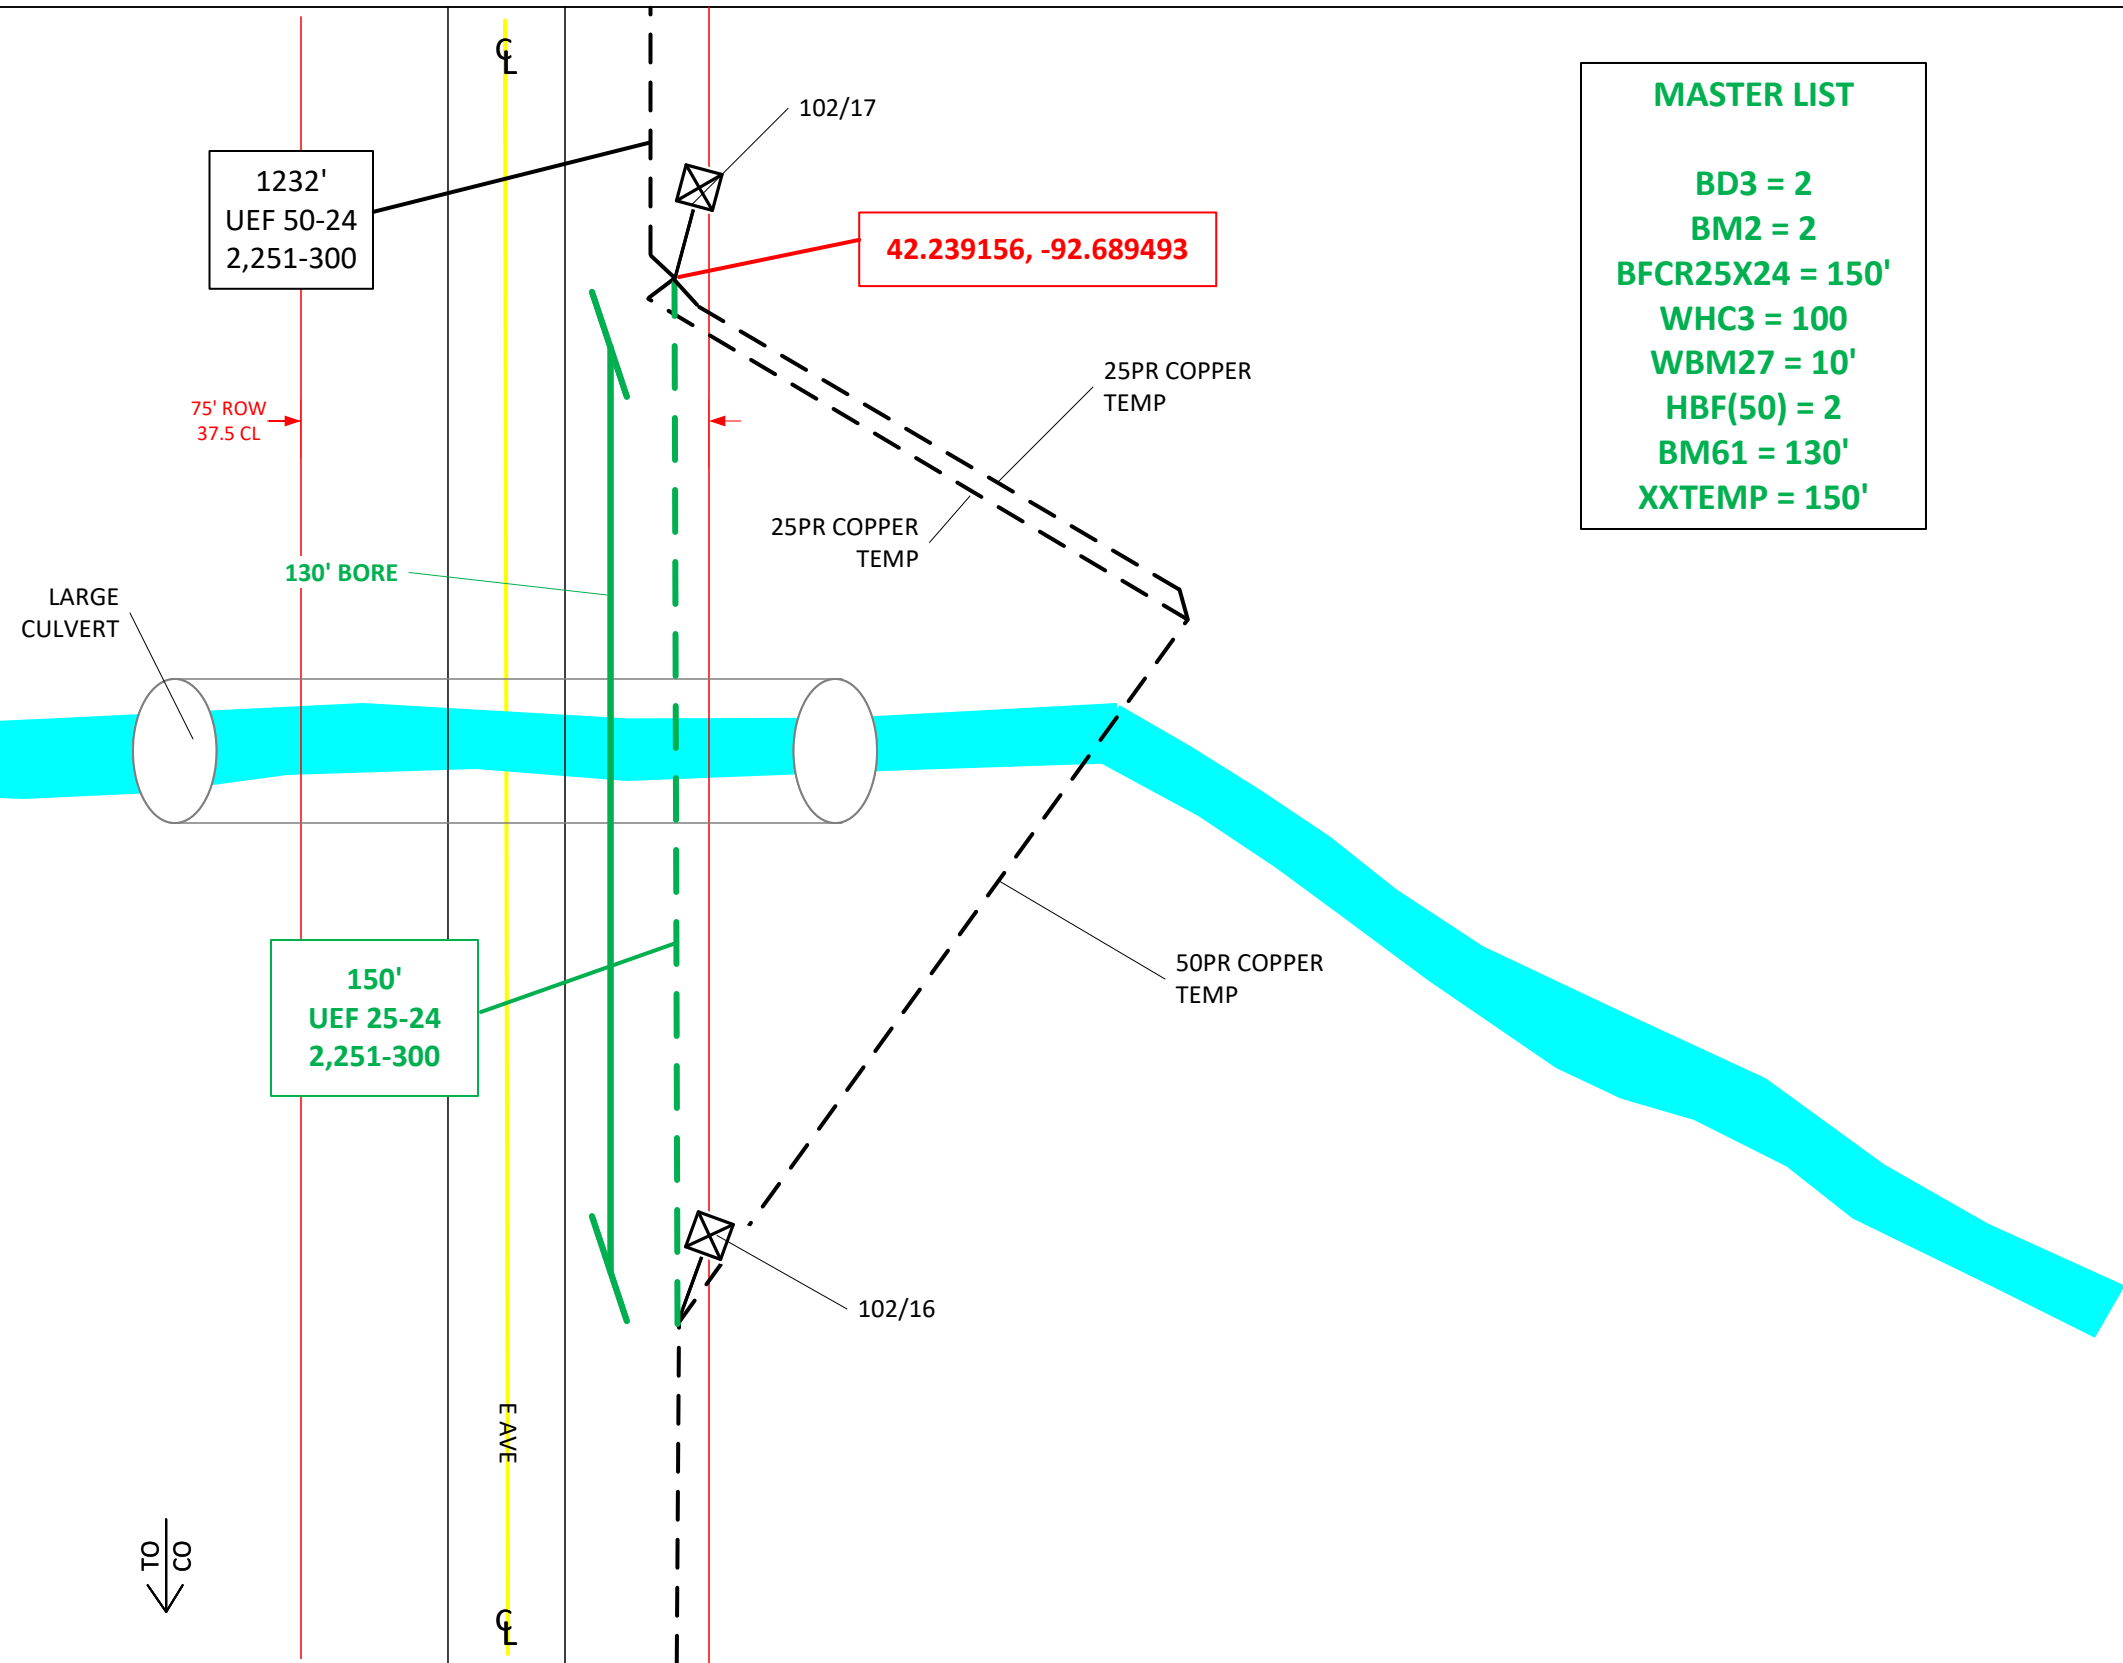 ℄
102/17
1232'
UEF 50-24
2,251-300
42.239156, -92.689493
MASTER LIST
BD3 = 2
BM2 = 2
BFCR25X24 = 150'
WHC3 = 100
WBM27 = 10'
HBF(50) = 2
BM61 = 130'
XXTEMP = 150'
75' ROW
37.5 CL
25PR COPPER
TEMP
25PR COPPER
TEMP
130' BORE
LARGE
CULVERT
150'
UEF 25-24
2,251-300
50PR COPPER
TEMP
102/16
E AVE
TO
CO
℄